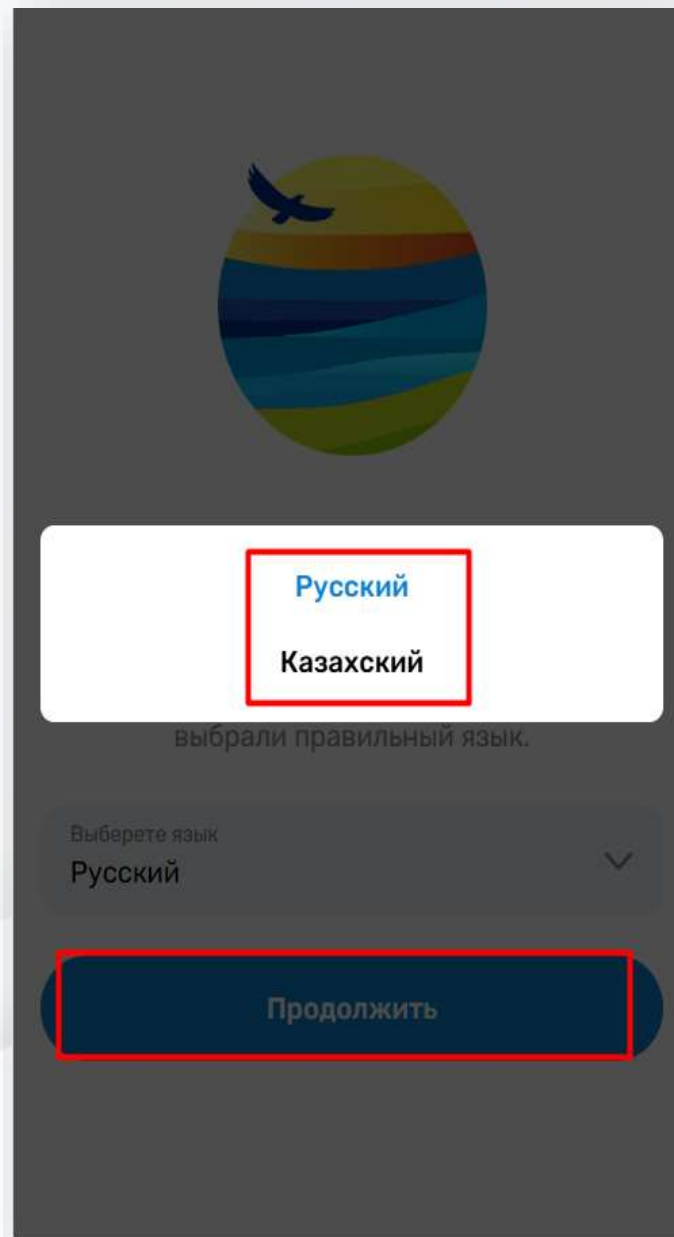 Русский
Казахский
выбрали правильный язык.
Выберете язык
Русский
Продолжить